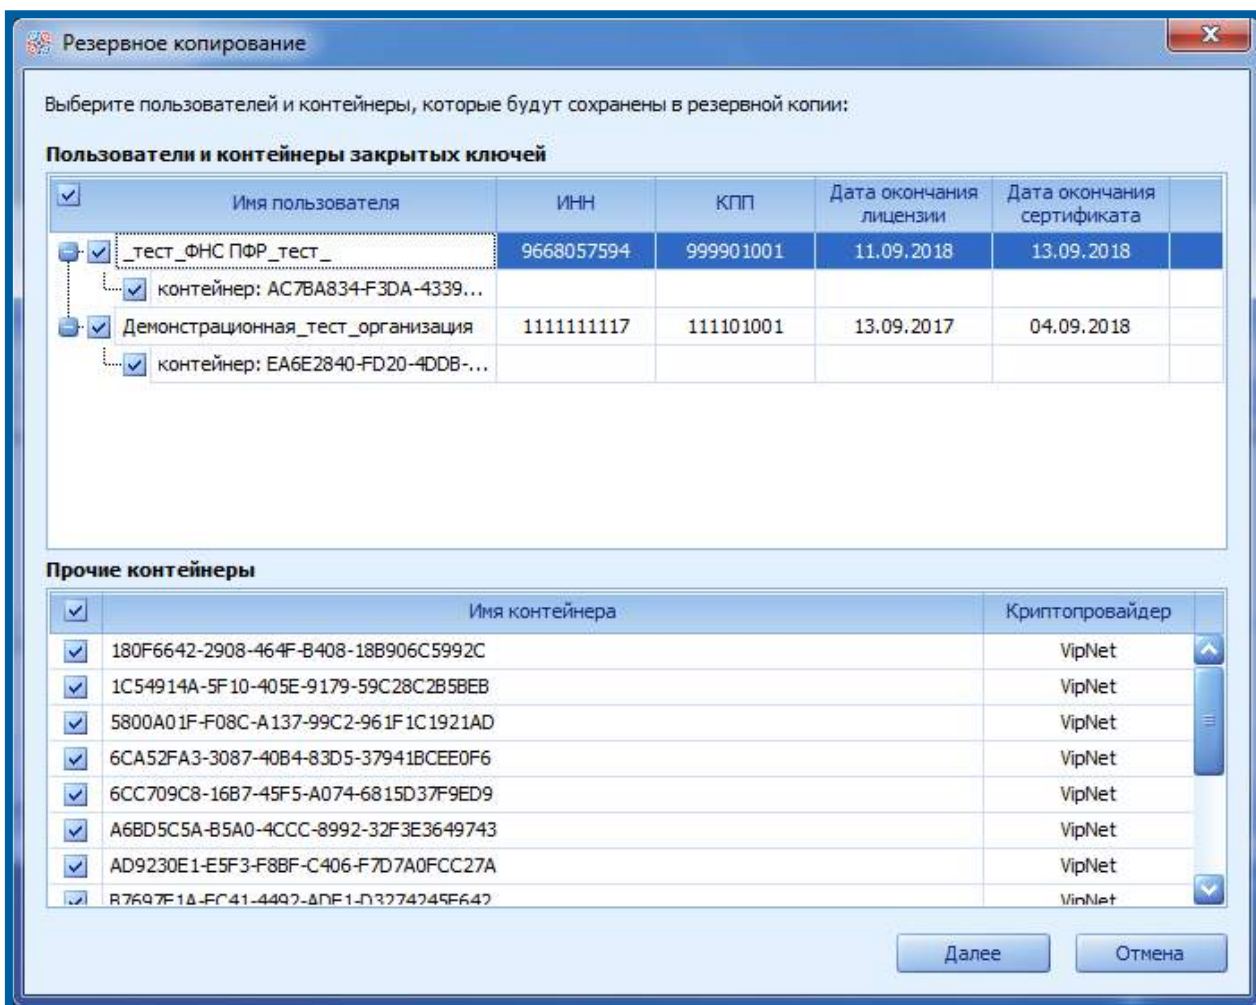 Резервное копирование
Выберите пользователей и контейнеры, которые будут сохранены в резервной копии:
Пользователи и контейнеры закрытых ключей
Имя пользователя ИНН КПП Дата окончания лицензии Дата окончания сертификата
_тест_ФНС ПФР_тест_ 9668057594 999901001 11.09.2018 13.09.2018
контейнер: AC7BA834-F3DA-4339...
Демонстрационная_тест_организация 1111111117 111101001 13.09.2017 04.09.2018
контейнер: EA6E2840-FD20-4DDB-...
Прочие контейнеры
Имя контейнера Криптопровайдер
180F6642-2908-464F-B408-18B906C5992C VipNet
1C54914A-5F10-405E-9179-59C28C2B5BEB VipNet
5800A01F-F08C-A137-99C2-961F1C1921AD VipNet
6CA52FA3-3087-40B4-83D5-37941BCEE0F6 VipNet
6CC709C8-16B7-45F5-A074-6815D37F9ED9 VipNet
A6BD5C5A-B5A0-4CCC-8992-32F3E3649743 VipNet
AD9230E1-E5F3-F8BF-C406-F7D7A0FCC27A VipNet
VipNet
Далее Отмена